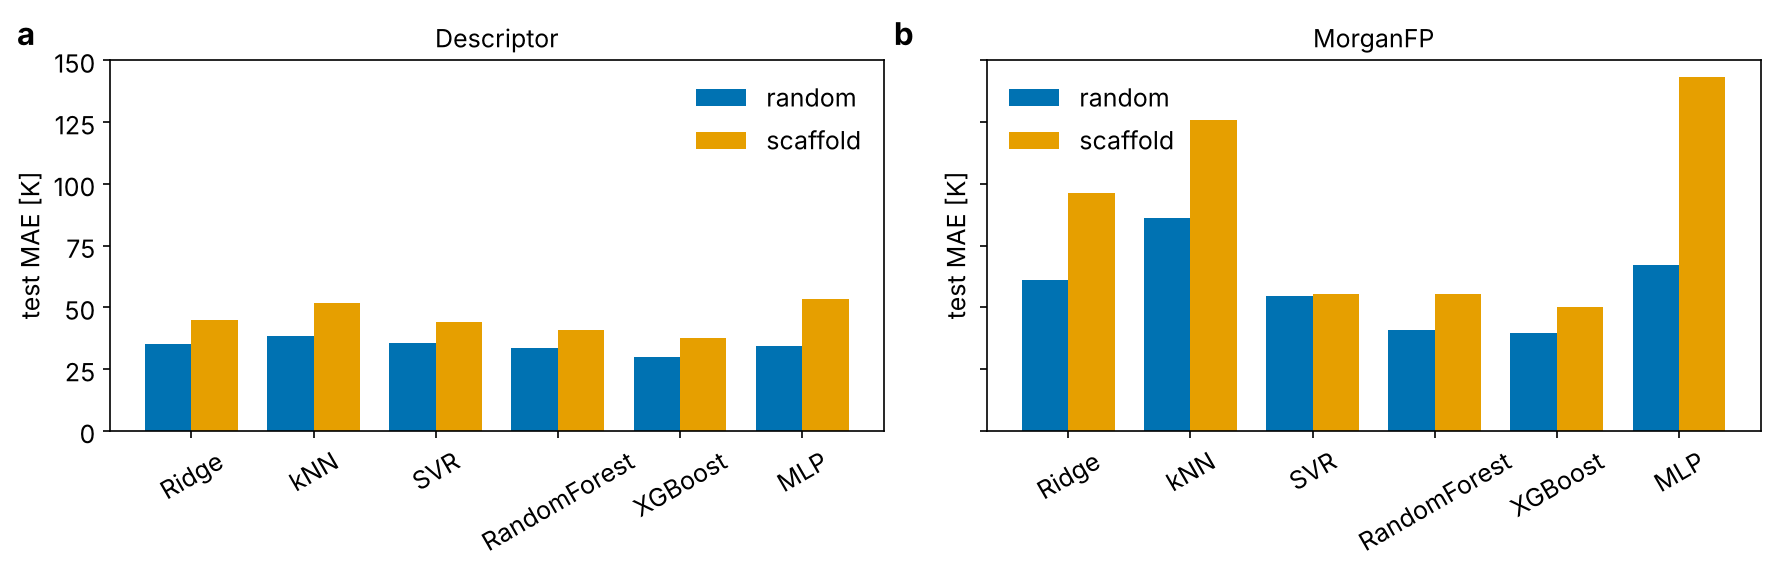 a
Descriptor
150
125
100
75
50
25
0
test MAE [K]
random
scaffold
Ridge
kNN
SVR
RandomForest
XGBoost
MLP
b
MorganFP
test MAE [K]
random
scaffold
Ridge
kNN
SVR
RandomForest
XGBoost
MLP